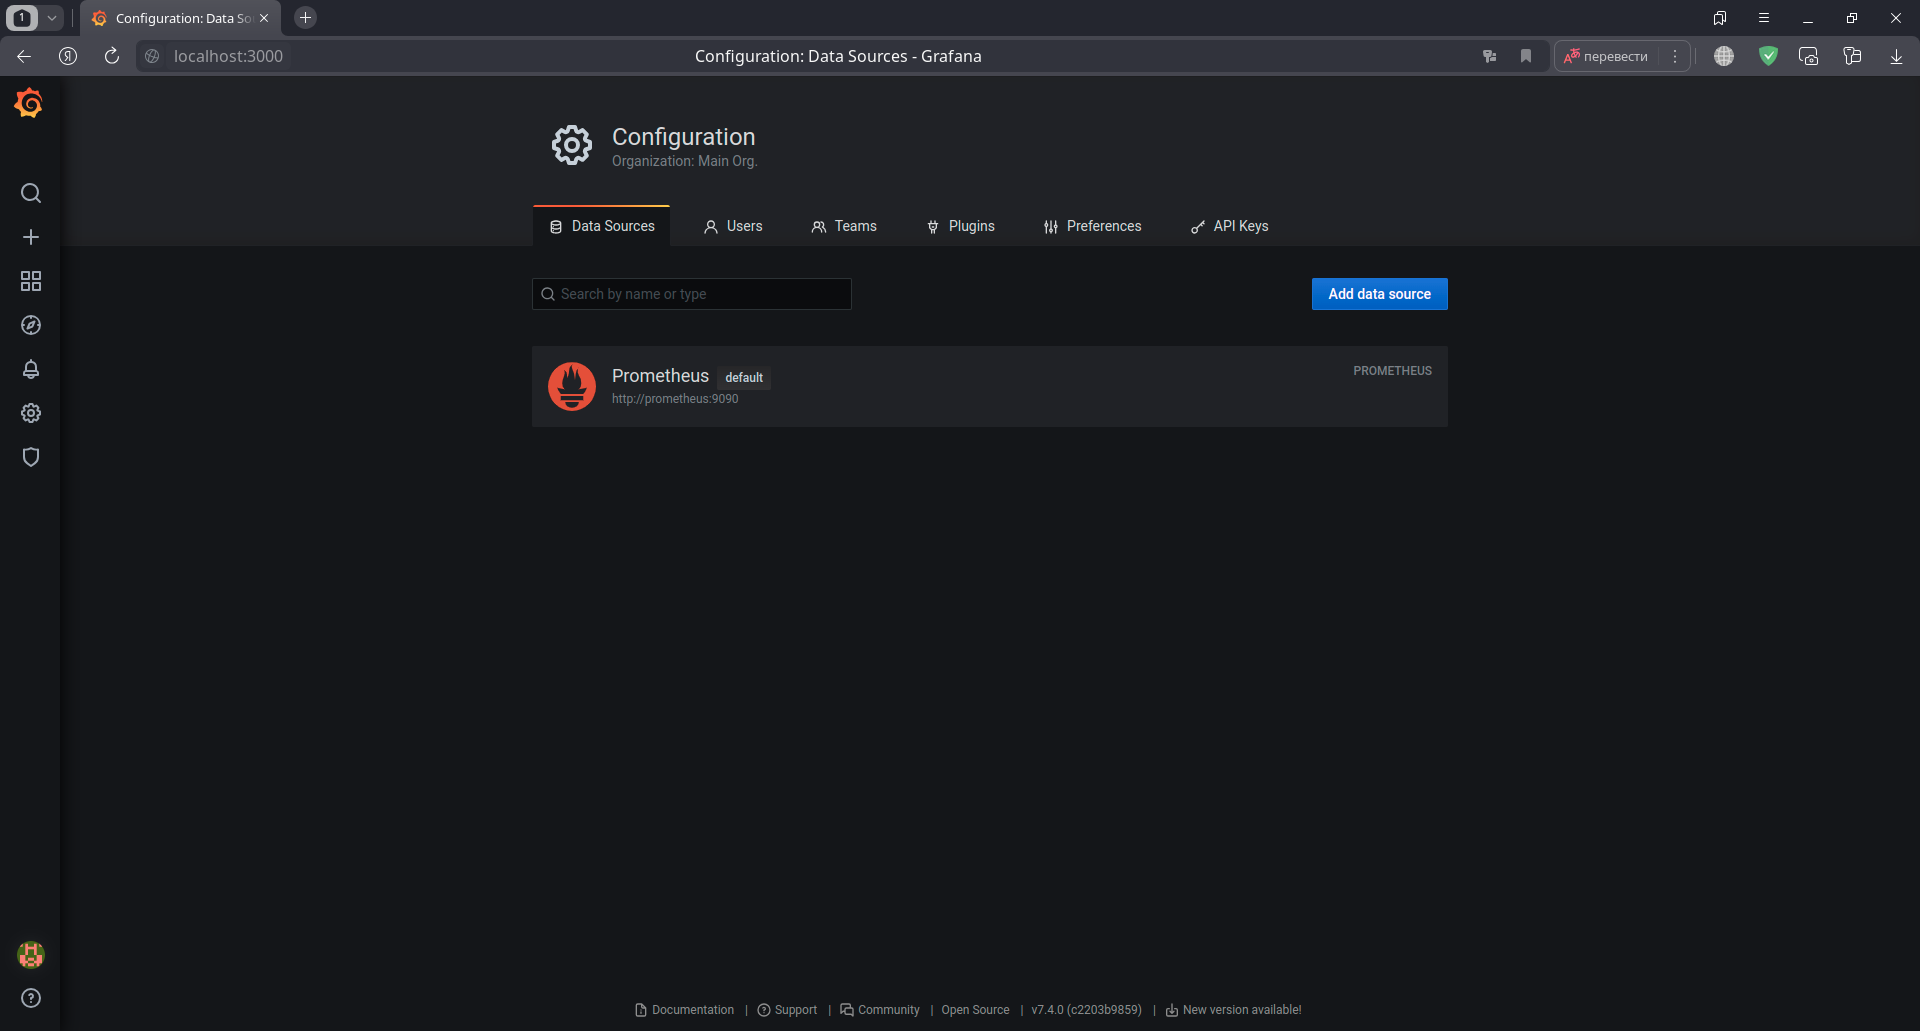 1
Configuration: Data So
Я
localhost:3000
Configuration: Data Sources - Grafana
перевести
Configuration
Organization: Main Org.
Data Sources
Users
Teams
Plugins
Preferences
API Keys
Search by name or type
Add data source
Prometheus default
PROMETHEUS
http://prometheus:9090
Documentation | Support | Community | Open Source | v7.4.0 (c2203b9859) | New version available!